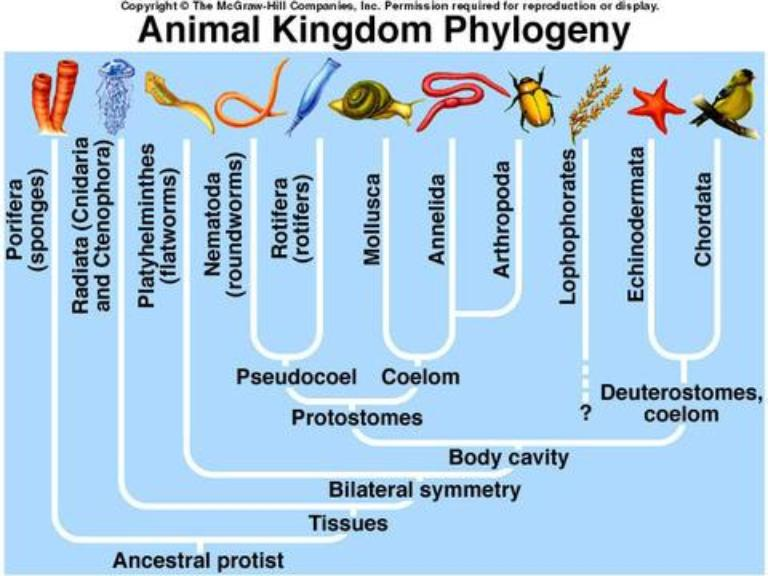 Copyright © The McGraw-Hill Companies, Inc. Permission required for reproduction or display.
Animal Kingdom Phylogeny
Porifera
(sponges)
Radiata (Cnidaria
and Ctenophora)
Platyhelminthes
(flatworms)
Nematoda
(roundworms)
Rotifera
(rotifers)
Mollusca
Annelida
Arthropoda
Lophophorates
Echinodermata
Chordata
Pseudocoel
Coelom
Deuterostomes,
coelom
Protostomes
?
Body cavity
Bilateral symmetry
Tissues
Ancestral protist